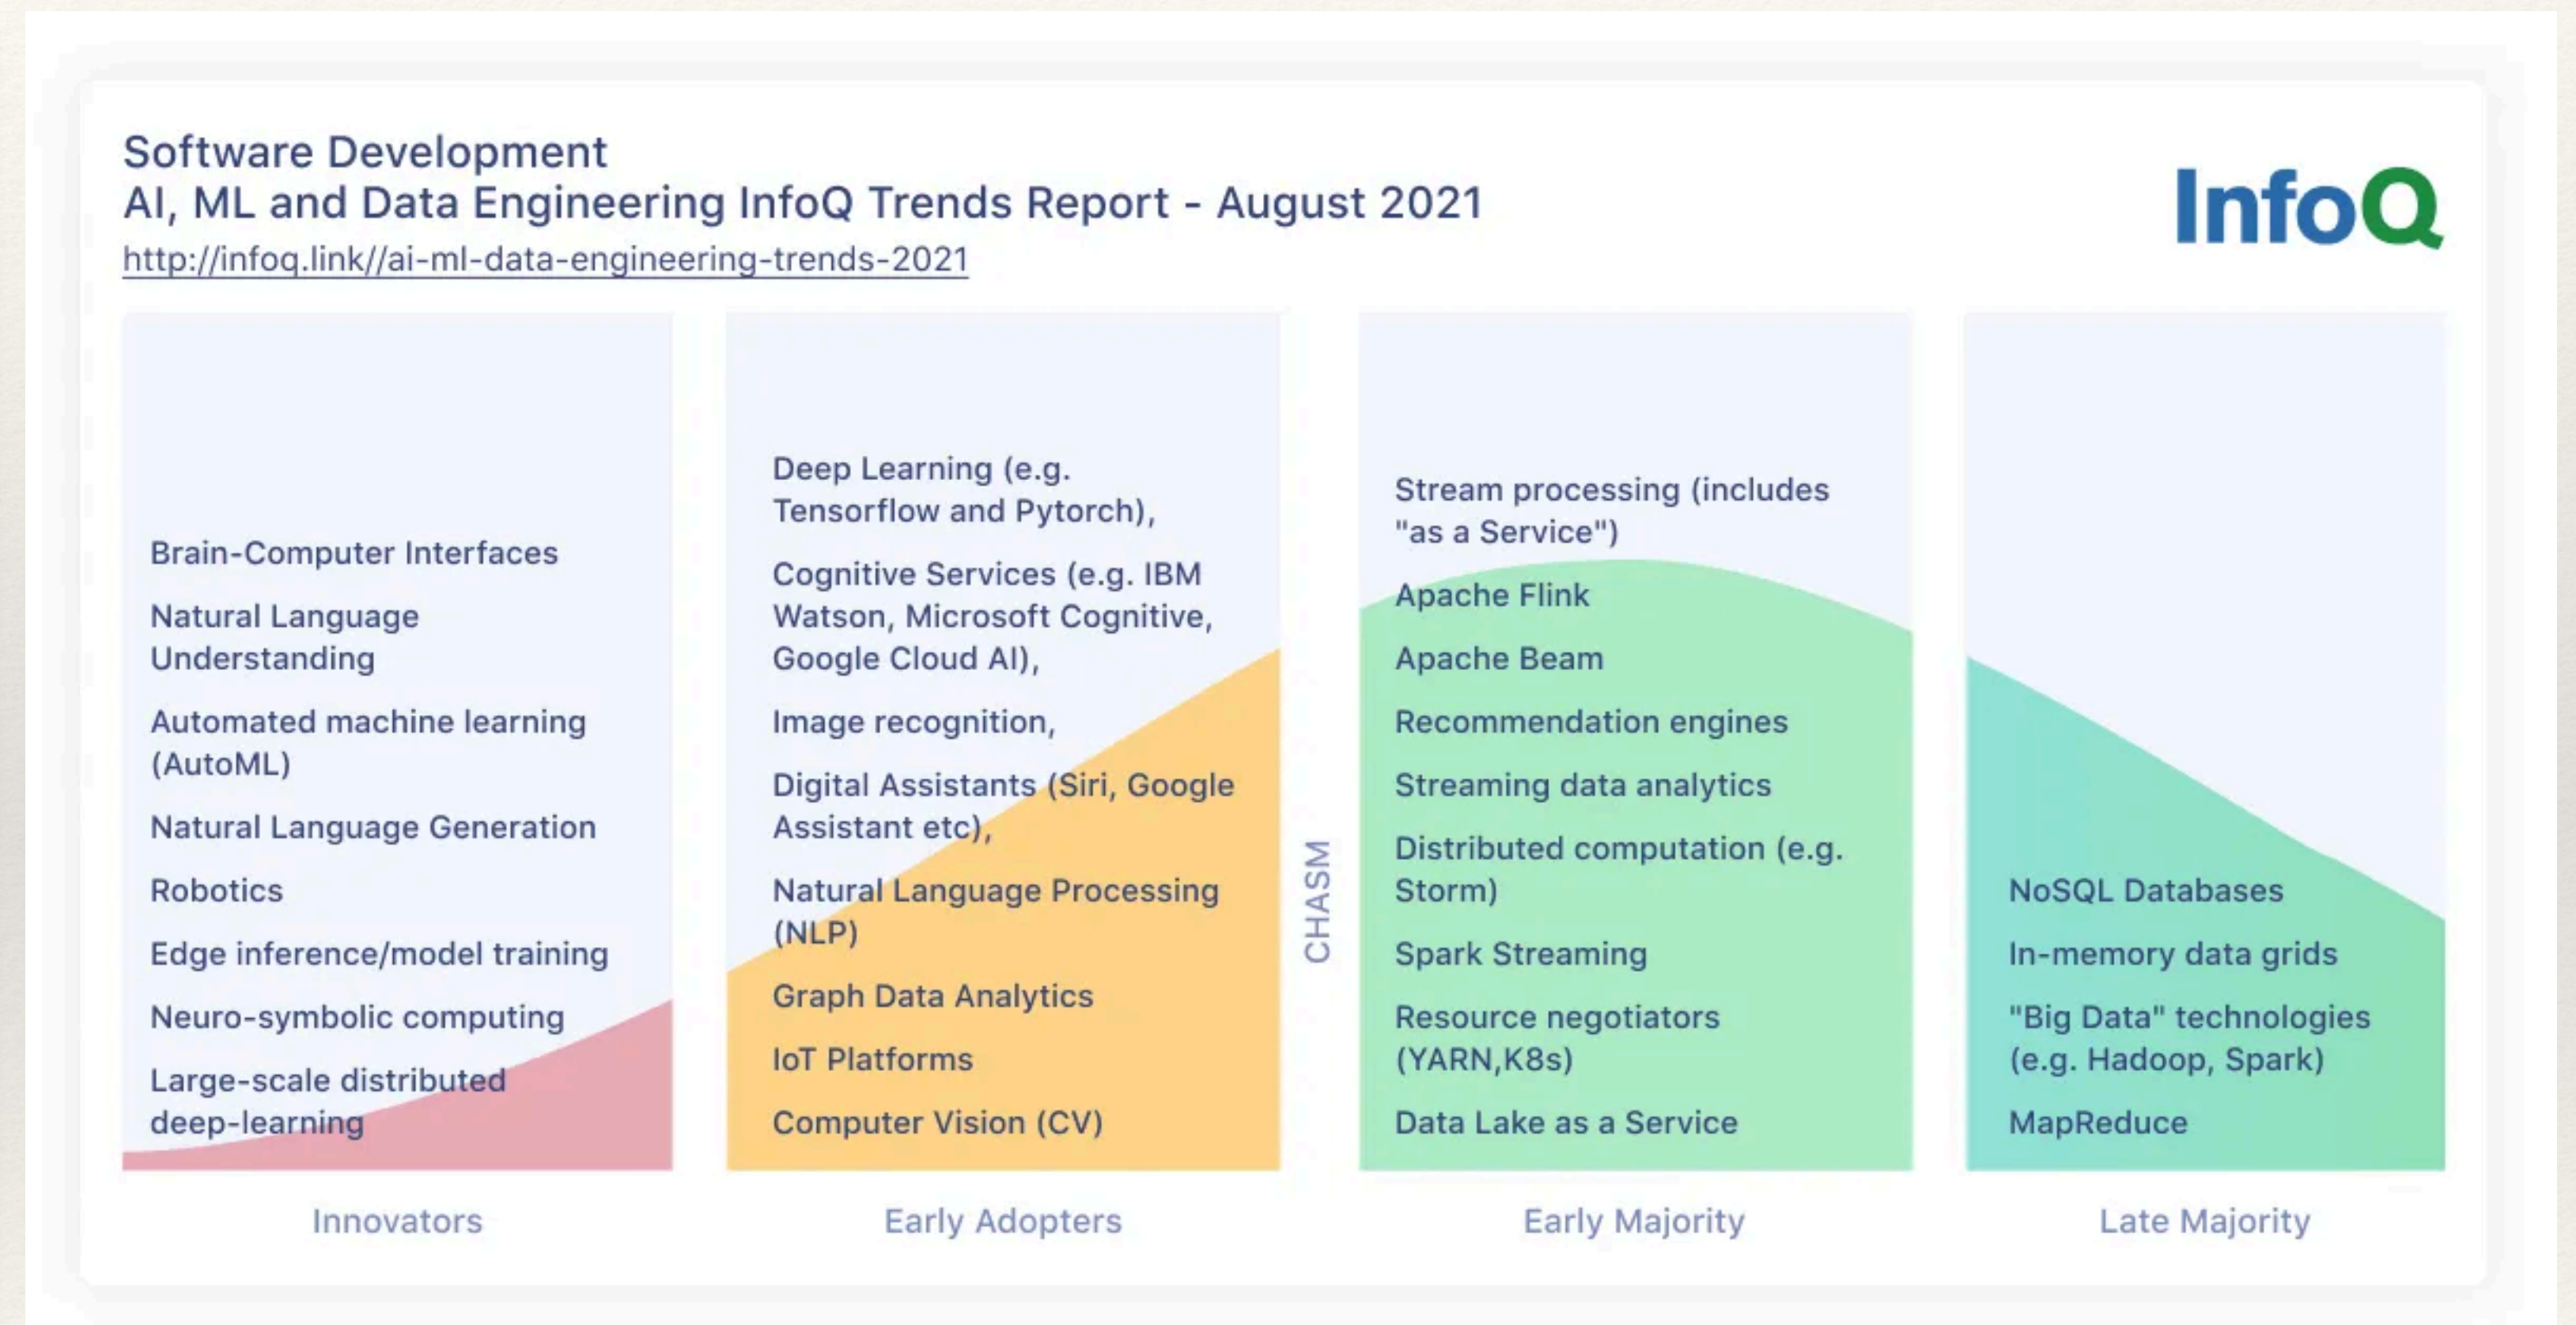 Software Development
AI, ML and Data Engineering InfoQ Trends Report - August 2021
http://infoq.link//ai-ml-data-engineering-trends-2021
InfoQ
Brain-Computer Interfaces
Natural Language
Understanding
Automated machine learning
(AutoML)
Natural Language Generation
Robotics
Edge inference/model training
Neuro-symbolic computing
Large-scale distributed
deep-learning
Innovators
Deep Learning (e.g.
Tensorflow and Pytorch),
Cognitive Services (e.g. IBM
Watson, Microsoft Cognitive,
Google Cloud AI),
Image recognition,
Digital Assistants (Siri, Google
Assistant etc),
Natural Language Processing
(NLP)
Graph Data Analytics
IoT Platforms
Computer Vision (CV)
Early Adopters
CHASM
Stream processing (includes
"as a Service")
Apache Flink
Apache Beam
Recommendation engines
Streaming data analytics
Distributed computation (e.g.
Storm)
Spark Streaming
Resource negotiators
(YARN,K8s)
Data Lake as a Service
Early Majority
NoSQL Databases
In-memory data grids
"Big Data" technologies
(e.g. Hadoop, Spark)
MapReduce
Late Majority